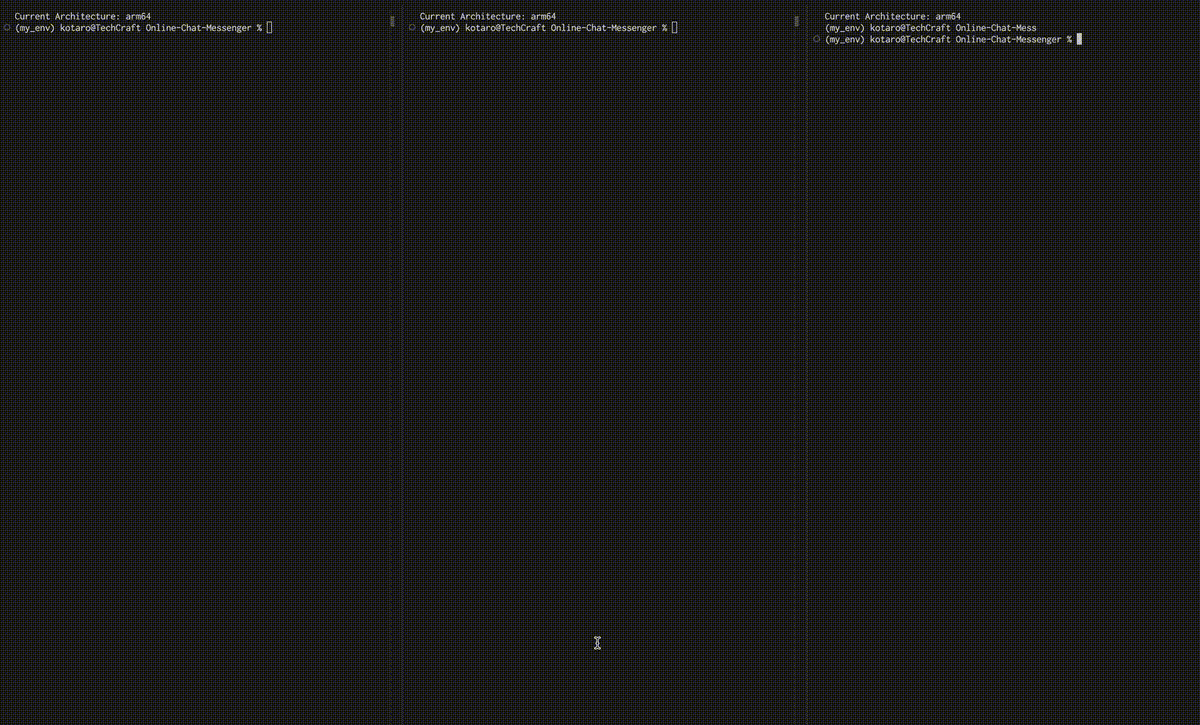 Current Architecture: arm64
(my_env) kotaro@TechCraft Online-Chat-Messenger %
Current Architecture: arm64
(my_env) kotaro@TechCraft Online-Chat-Messenger %
Current Architecture: arm64
(my_env) kotaro@TechCraft Online-Chat-Mess
(my_env) kotaro@TechCraft Online-Chat-Messenger %